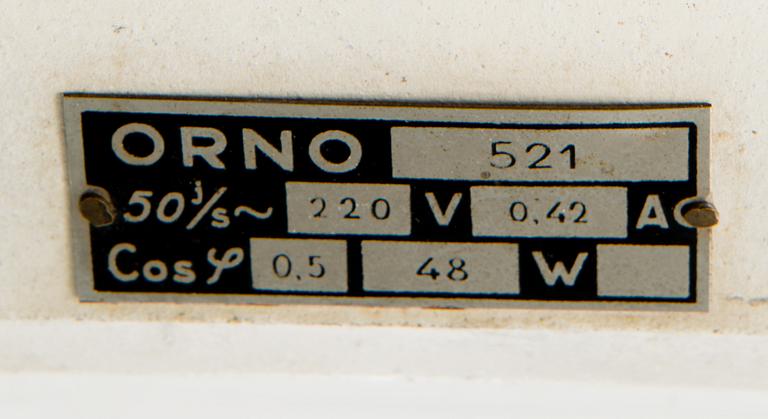 ORNO 521
50 j/s ~ 220 V 0,42 A
Cos φ 0,5 48 W